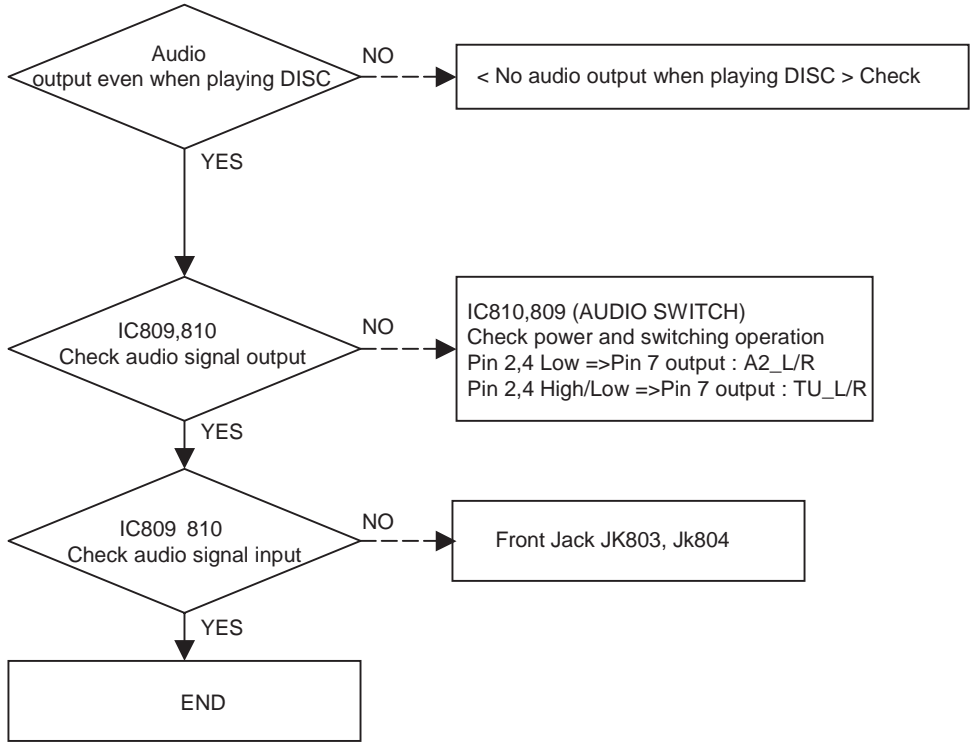 Audio
output even when playing DISC
NO
< No audio output when playing DISC > Check
YES
IC809,810
Check audio signal output
NO
IC810,809 (AUDIO SWITCH)
Check power and switching operation
Pin 2,4 Low =>Pin 7 output : A2_L/R
Pin 2,4 High/Low =>Pin 7 output : TU_L/R
YES
IC809 810
Check audio signal input
NO
Front Jack JK803, Jk804
YES
END